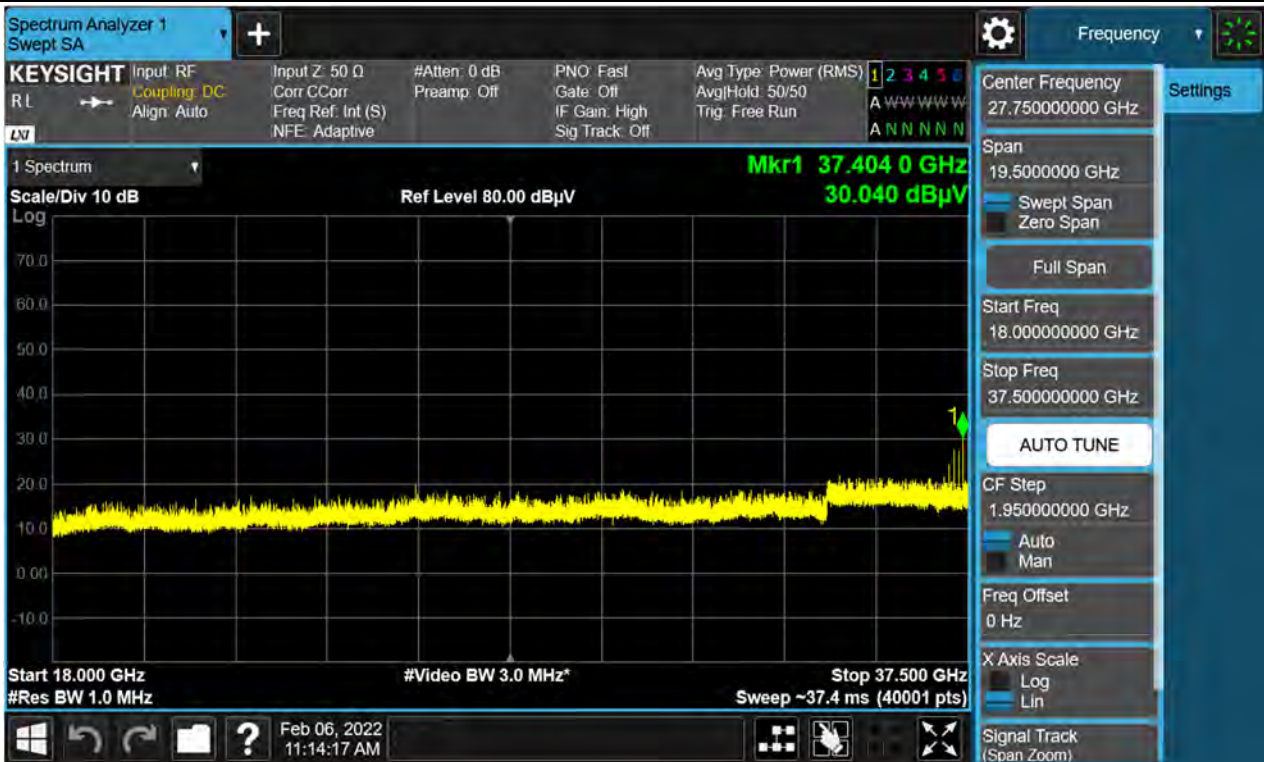 Spectrum Analyzer 1
Swept SA
+
Frequency
KEYSIGHT
RL
LXI
Input: RF
Coupling: DC
Align: Auto
Input Z: 50 Ω
Corr CCorr
Freq Ref: Int (S)
NFE: Adaptive
#Atten: 0 dB
Preamp: Off
PNO: Fast
Gate: Off
IF Gain: High
Sig Track: Off
Avg Type: Power (RMS)
Avg|Hold: 50/50
Trig: Free Run
1 2 3 4 5 6
A W W W W W
A N N N N N
1 Spectrum
Scale/Div 10 dB
Log
Ref Level 80.00 dBµV
Mkr1 37.404 0 GHz
30.040 dBµV
70.0
60.0
50.0
40.0
30.0
20.0
10.0
0.00
-10.0
1
Start 18.000 GHz
#Res BW 1.0 MHz
#Video BW 3.0 MHz*
Stop 37.500 GHz
Sweep ~37.4 ms (40001 pts)
?
Feb 06, 2022
11:14:17 AM
Center Frequency
27.750000000 GHz
Settings
Span
19.5000000 GHz
Swept Span
Zero Span
Full Span
Start Freq
18.000000000 GHz
Stop Freq
37.500000000 GHz
AUTO TUNE
CF Step
1.950000000 GHz
Auto
Man
Freq Offset
0 Hz
X Axis Scale
Log
Lin
Signal Track
(Span Zoom)